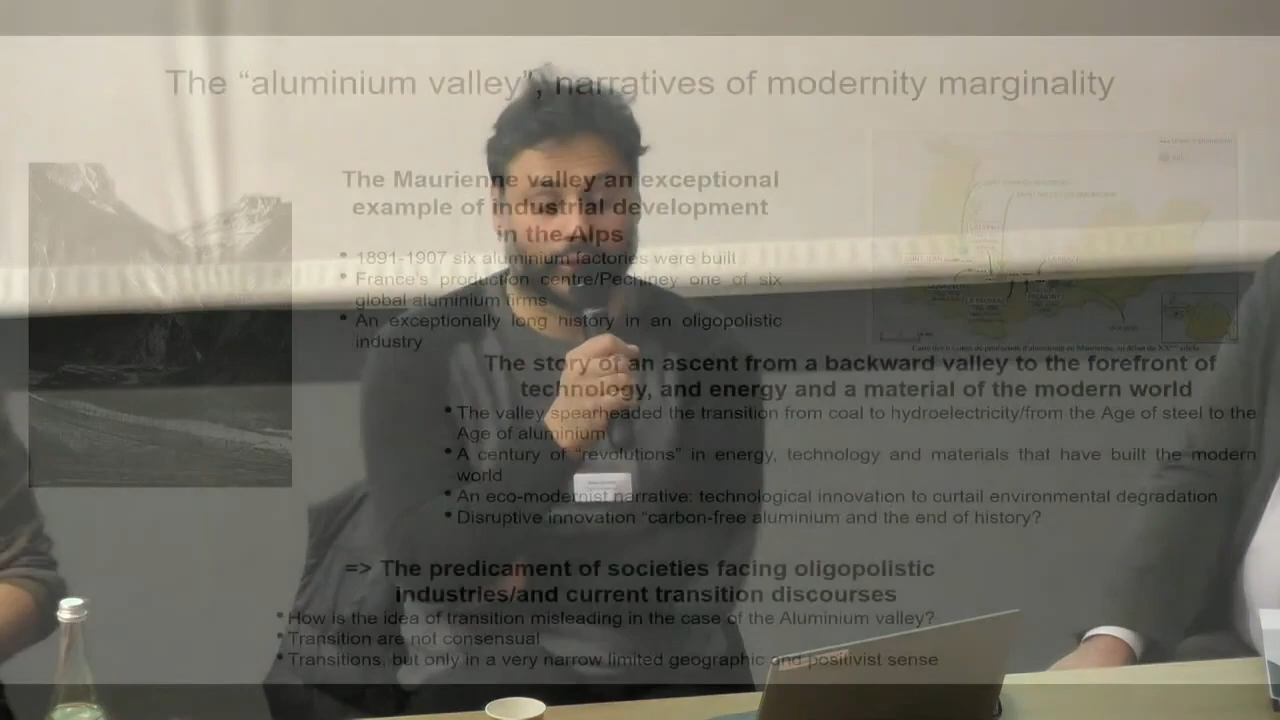 The “aluminium valley”, narratives of modernity marginality
The Maurienne valley an exceptional
example of industrial development
in the Alps
• 1891-1907 six aluminium factories were built
• France's production centre/Pechiney one of six
global aluminium firms
• An exceptionally long history in an oligopolistic
industry
The story of an ascent from a backward valley to the forefront of
technology, and energy and a material of the modern world
• The valley spearheaded the transition from coal to hydroelectricity/from the Age of steel to the
Age of aluminium
• A century of “revolutions” in energy, technology and materials that have built the modern
world
• An eco-modernist narrative: technological innovation to curtail environmental degradation
• Disruptive innovation “carbon-free aluminium and the end of history?
=> The predicament of societies facing oligopolistic
industries/and current transition discourses
• How is the idea of transition misleading in the case of the Aluminium valley?
• Transition are not consensual
• Transitions, but only in a very narrow limited geographic and positivist sense